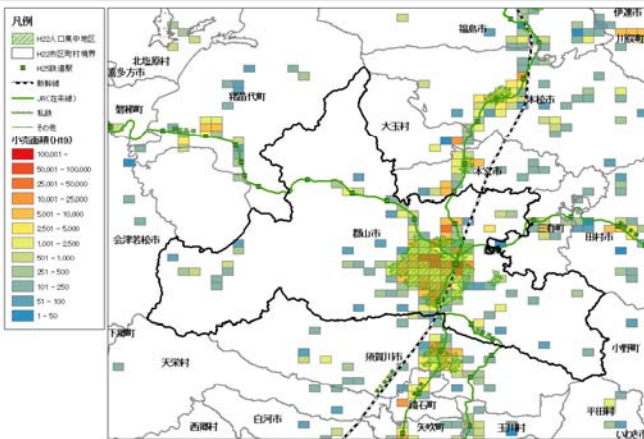 凡例
H22人口集中地区
H22市区町村境界
H25鉄道駅
新幹線
JR(在来線)
私鉄
その他
小売面積(H19)
100,001 ~
50,001 - 100,000
25,001 - 50,000
10,001 - 25,000
5,001 - 10,000
2,501 - 5,000
1,001 - 2,500
501 - 1,000
251 - 500
101 - 250
51 - 100
1 - 50
福島市
伊達市
川俣町
北塩原村
喜多方市
猪苗代町
磐梯町
二本松市
大玉村
本宮市
三春町
田村市
郡山市
会津若松市
小野町
下郷町
天栄村
須賀川市
鏡石町
平田村
西郷村
白河市
矢吹町
玉川村
いわき